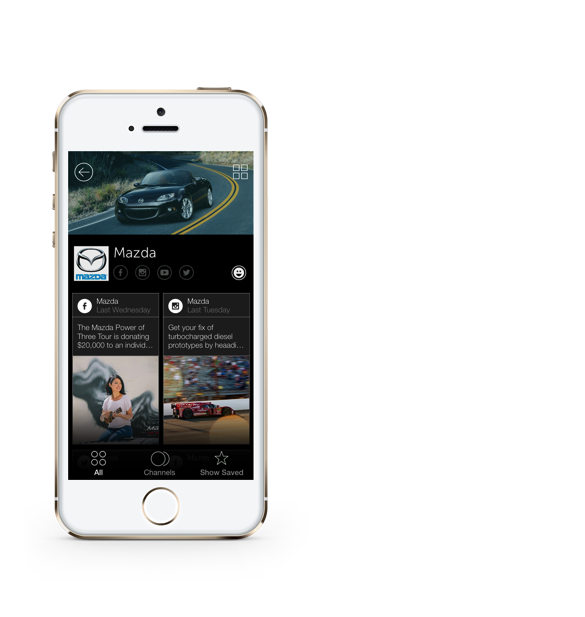 Mazda
mazda
Mazda
Last Wednesday
The Mazda Power of
Three Tour is donating
$20,000 to an individ...
Mazda
Last Tuesday
Get your fix of
turbocharged diesel
prototypes by heaadi...
All
Channels
Show Saved